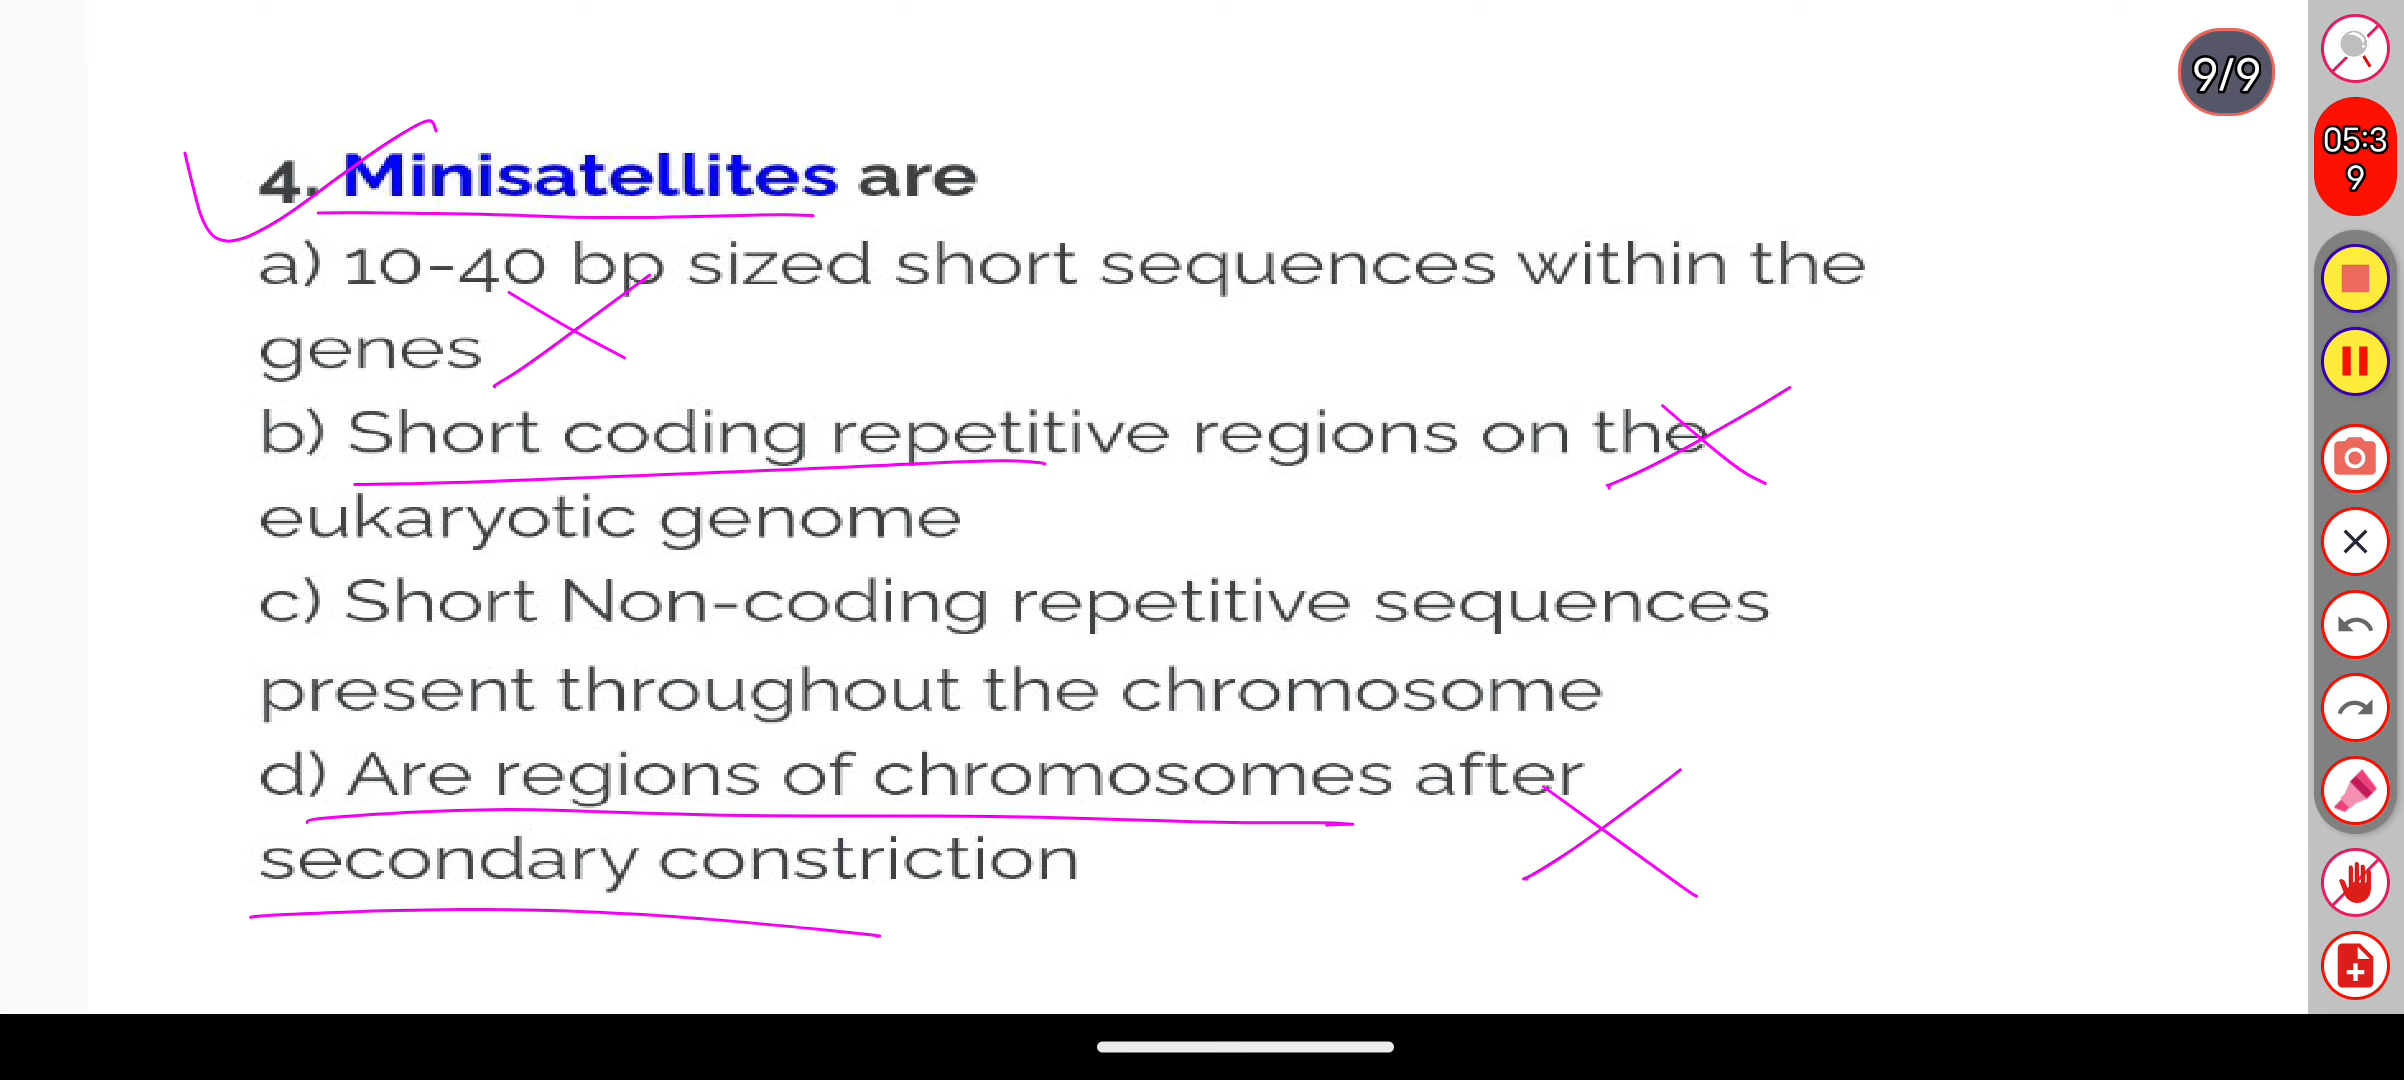 9/9
05:3
9
4. Minisatellites are
a) 10-40 bp sized short sequences within the
genes
b) Short coding repetitive regions on the
eukaryotic genome
c) Short Non-coding repetitive sequences
present throughout the chromosome
d) Are regions of chromosomes after
secondary constriction